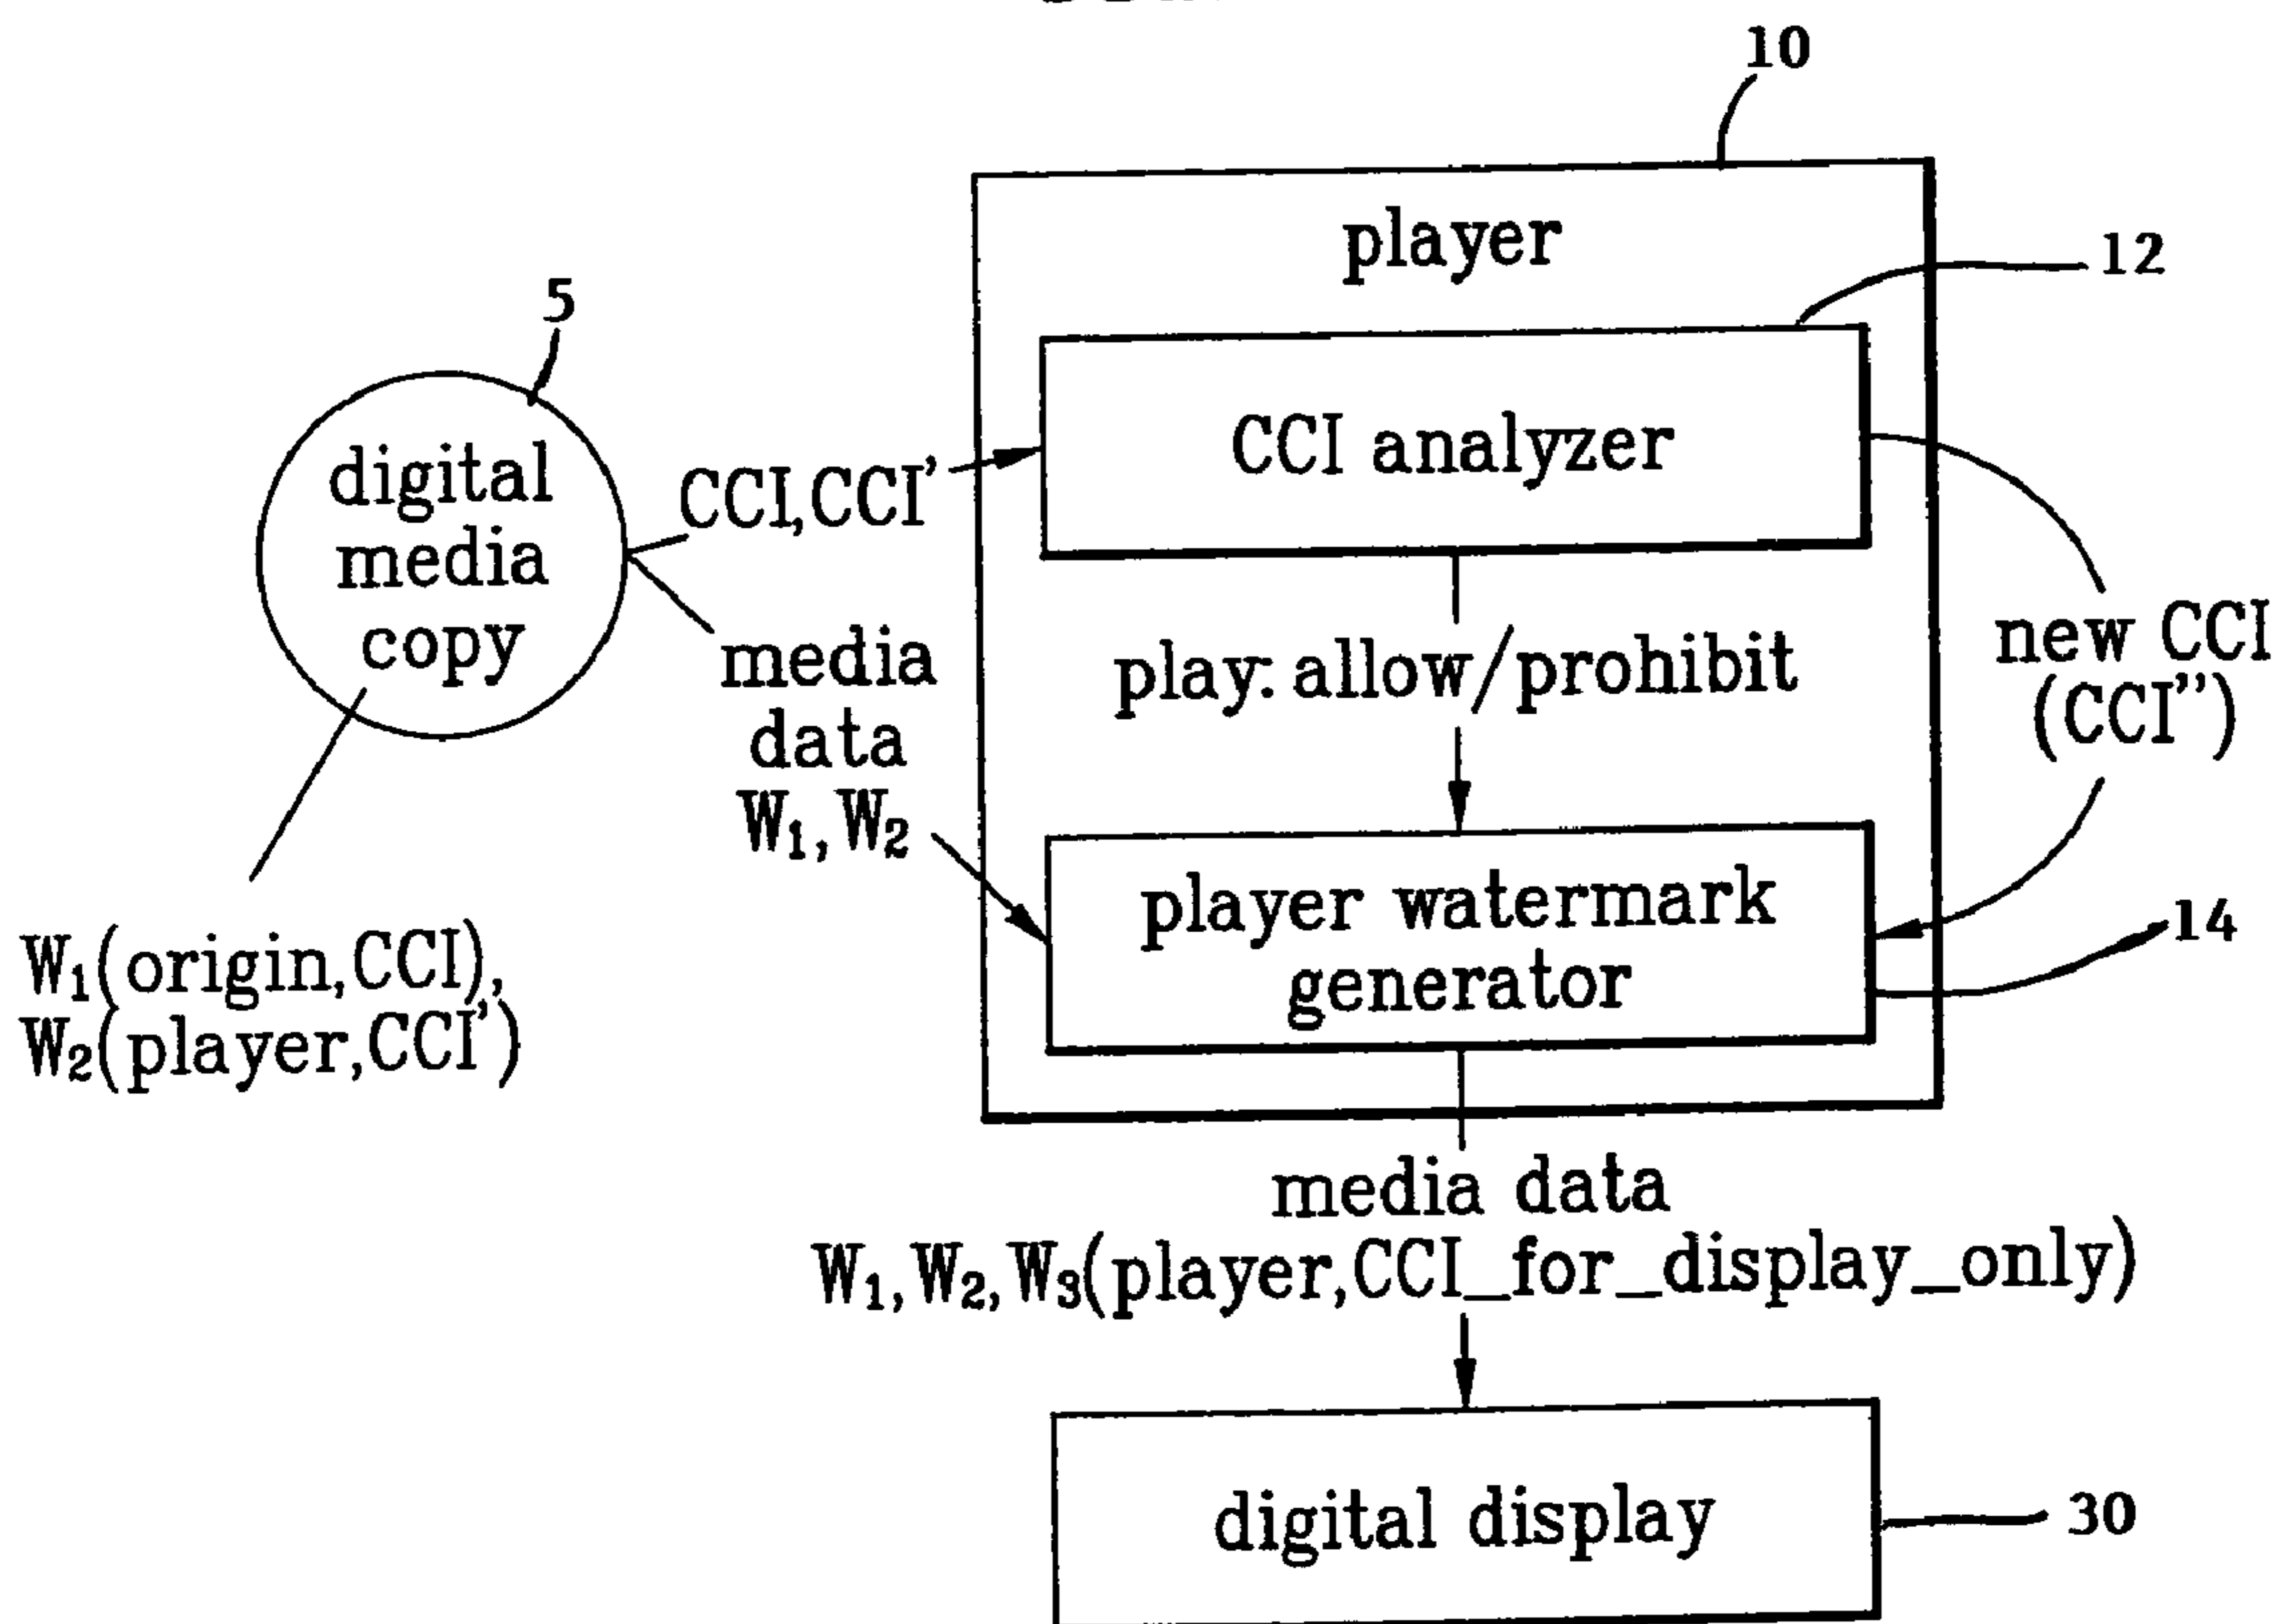 10
player
12
5
CCI analyzer
CCI,CCI'
digital
media
copy
media
data
W₁,W₂
play: allow/prohibit
new CCI
(CCI'')
player watermark
generator
14
W₁(origin,CCI),
W₂(player,CCI')
media data
W₁,W₂,W₃(player,CCI_for_display_only)
digital display
30